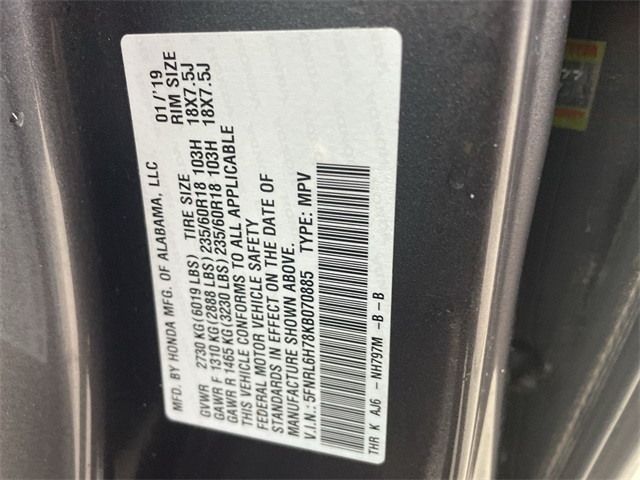 MFD. BY HONDA MFG. OF ALABAMA, LLC 01/'19
TIRE SIZE RIM SIZE
GVWR 2730 KG (6019 LBS)
GAWR F 1310 KG (2888 LBS) 235/60R18 103H 18X7.5J
GAWR R 1465 KG (3230 LBS) 235/60R18 103H 18X7.5J
THIS VEHICLE CONFORMS TO ALL APPLICABLE
FEDERAL MOTOR VEHICLE SAFETY
STANDARDS IN EFFECT ON THE DATE OF
MANUFACTURE SHOWN ABOVE.
V.I.N.: 5FNRL6H78KB070885 TYPE: MPV
THR K AJ6 - NH797M -B - B